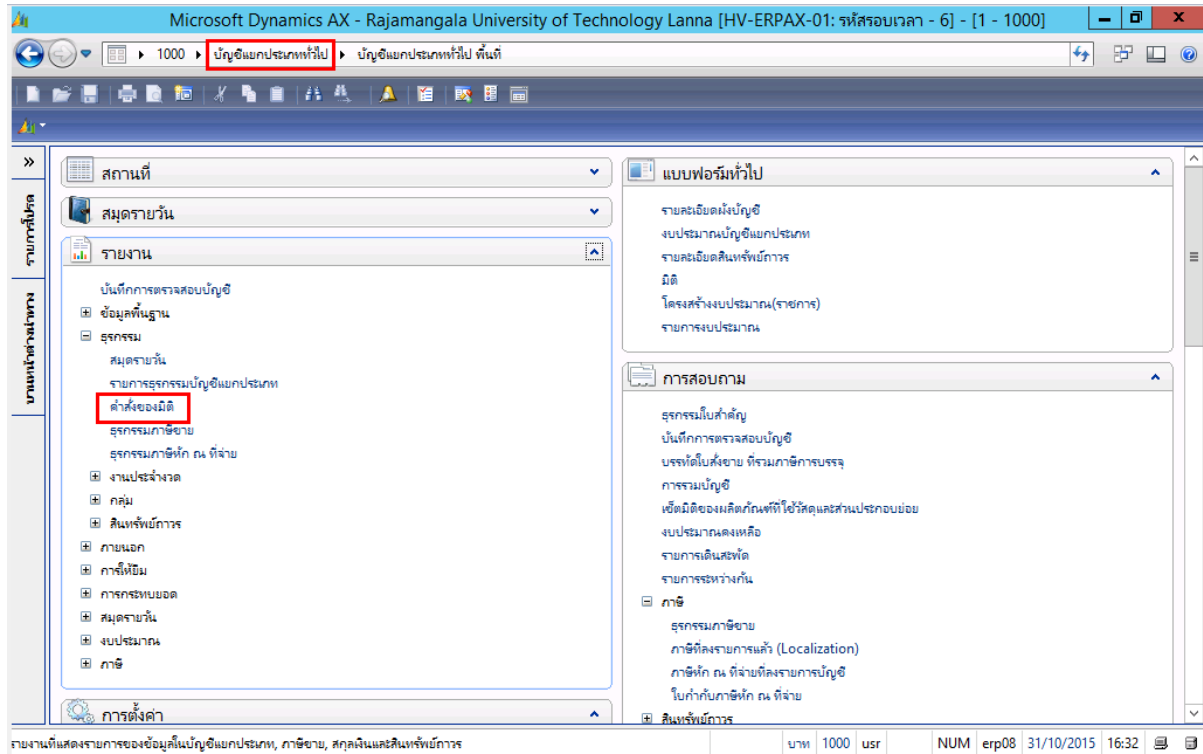 Microsoft Dynamics AX - Rajamangala University of Technology Lanna [HV-ERPAX-01: รหัสรอบเวลา - 6] - [1 - 1000]
1000 บัญชีแยกประเภททั่วไป บัญชีแยกประเภททั่วไป พื้นที่
รายการโปรด
บานหน้าต่างนำทาง
สถานที่
สมุดรายวัน
รายงาน
บันทึกการตรวจสอบบัญชี
ข้อมูลพื้นฐาน
ธุรกรรม
สมุดรายวัน
รายการธุรกรรมบัญชีแยกประเภท
คำสั่งของมิติ
ธุรกรรมภาษีขาย
ธุรกรรมภาษีหัก ณ ที่จ่าย
งานประจำงวด
กลุ่ม
สินทรัพย์ถาวร
ภายนอก
การให้ยืม
การกระทบยอด
สมุดรายวัน
งบประมาณ
ภาษี
การตั้งค่า
แบบฟอร์มทั่วไป
รายละเอียดผังบัญชี
งบประมาณบัญชีแยกประเภท
รายละเอียดสินทรัพย์ถาวร
มิติ
โครงสร้างงบประมาณ(ราชการ)
รายการงบประมาณ
การสอบถาม
ธุรกรรมใบสำคัญ
บันทึกการตรวจสอบบัญชี
บรรทัดใบสั่งขาย ที่รวมภาษีการบรรจุ
การรวมบัญชี
เซ็ตมิติของผลิตภัณฑ์ที่ใช้วัสดุและส่วนประกอบย่อย
งบประมาณคงเหลือ
รายการเดินสะพัด
รายการระหว่างกัน
ภาษี
ธุรกรรมภาษีขาย
ภาษีที่ลงรายการแล้ว (Localization)
ภาษีหัก ณ ที่จ่ายที่ลงรายการบัญชี
ใบกำกับภาษีหัก ณ ที่จ่าย
สินทรัพย์ถาวร
รายงานที่แสดงรายการของข้อมูลในบัญชีแยกประเภท, ภาษีขาย, สกุลเงินและสินทรัพย์ถาวร
บาท 1000 usr NUM erp08 31/10/2015 16:32